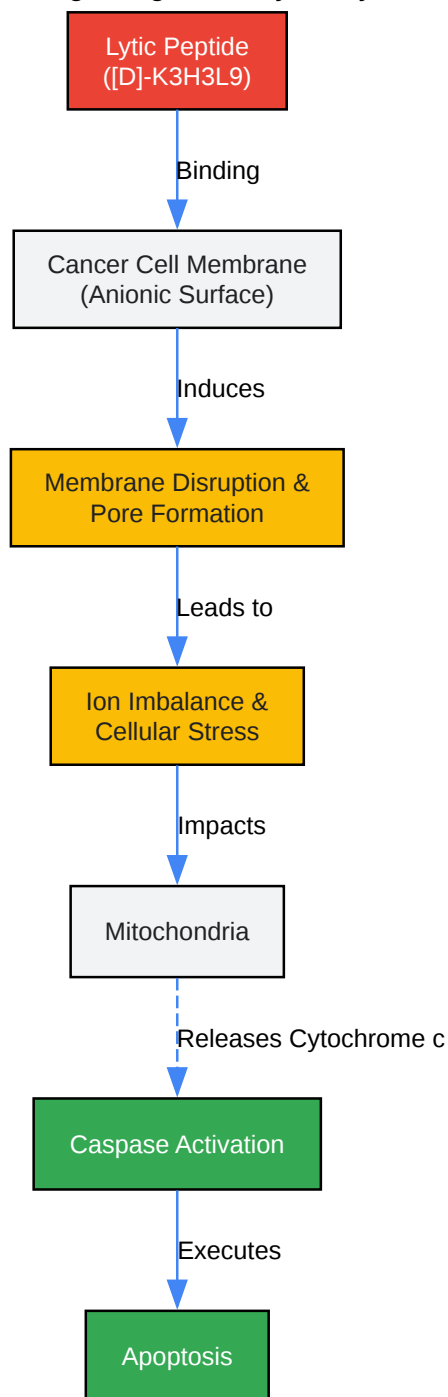 Lytic Peptide
([D]-K3H3L9)
Binding
Cancer Cell Membrane
(Anionic Surface)
Induces
Membrane Disruption &
Pore Formation
Leads to
Ion Imbalance &
Cellular Stress
Impacts
Mitochondria
Releases Cytochrome c
Caspase Activation
Executes
Apoptosis